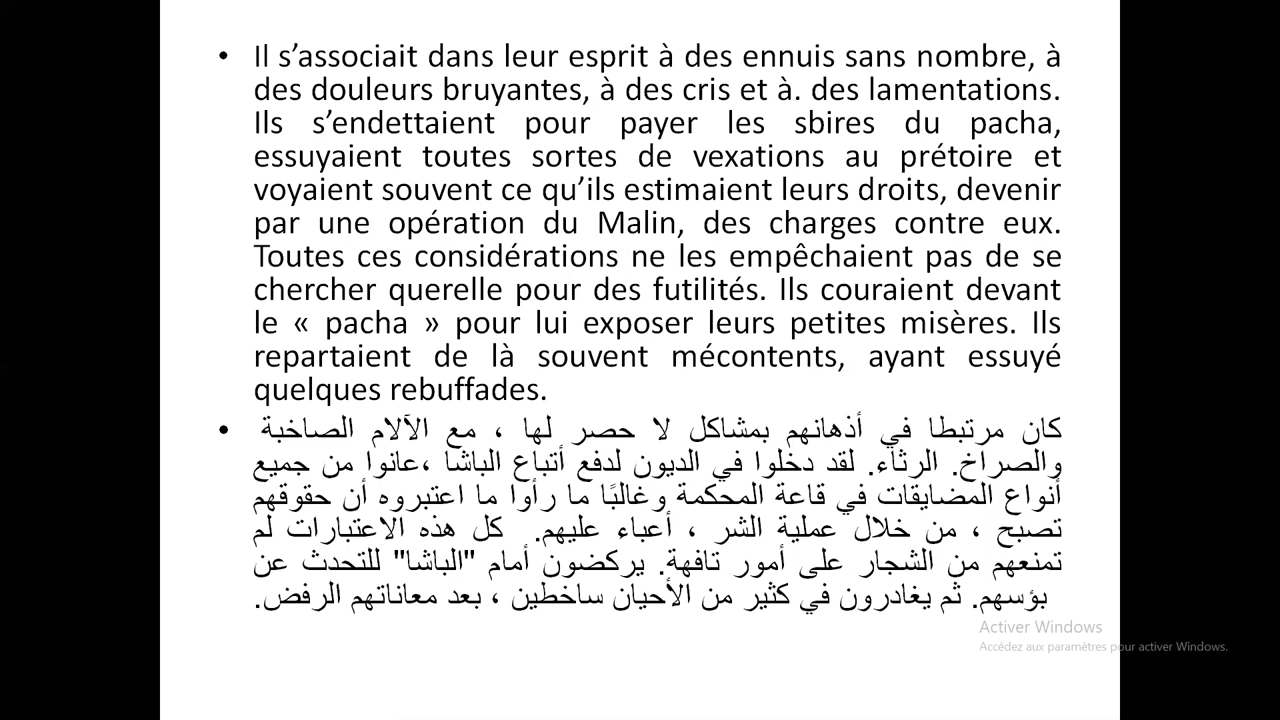 • Il s’associait dans leur esprit à des ennuis sans nombre, à
des douleurs bruyantes, à des cris et à. des lamentations.
Ils s’endettaient pour payer les sbires du pacha,
essuyaient toutes sortes de vexations au prétoire et
voyaient souvent ce qu’ils estimaient leurs droits, devenir
par une opération du Malin, des charges contre eux.
Toutes ces considérations ne les empêchaient pas de se
chercher querelle pour des futilités. Ils couraient devant
le « pacha » pour lui exposer leurs petites misères. Ils
repartaient de là souvent mécontents, ayant essuyé
quelques rebuffades.
• كان مرتبطا في أذهانهم بمشاكل لا حصر لها ، مع الآلام الصاخبة
والصراخ. الرثاء. لقد دخلوا في الديون لدفع أتباع الباشا ،عانوا من جميع
أنواع المضايقات في قاعة المحكمة وغالبًا ما رأوا ما اعتبروه أن حقوقهم
تصبح ، من خلال عملية الشر ، أعباء عليهم. كل هذه الاعتبارات لم
تمنعهم من الشجار على أمور تافهة. يركضون أمام "الباشا" للتحدث عن
بؤسهم. ثم يغادرون في كثير من الأحيان ساخطين ، بعد معاناتهم الرفض.
Activer Windows
Accédez aux paramètres pour activer Windows.